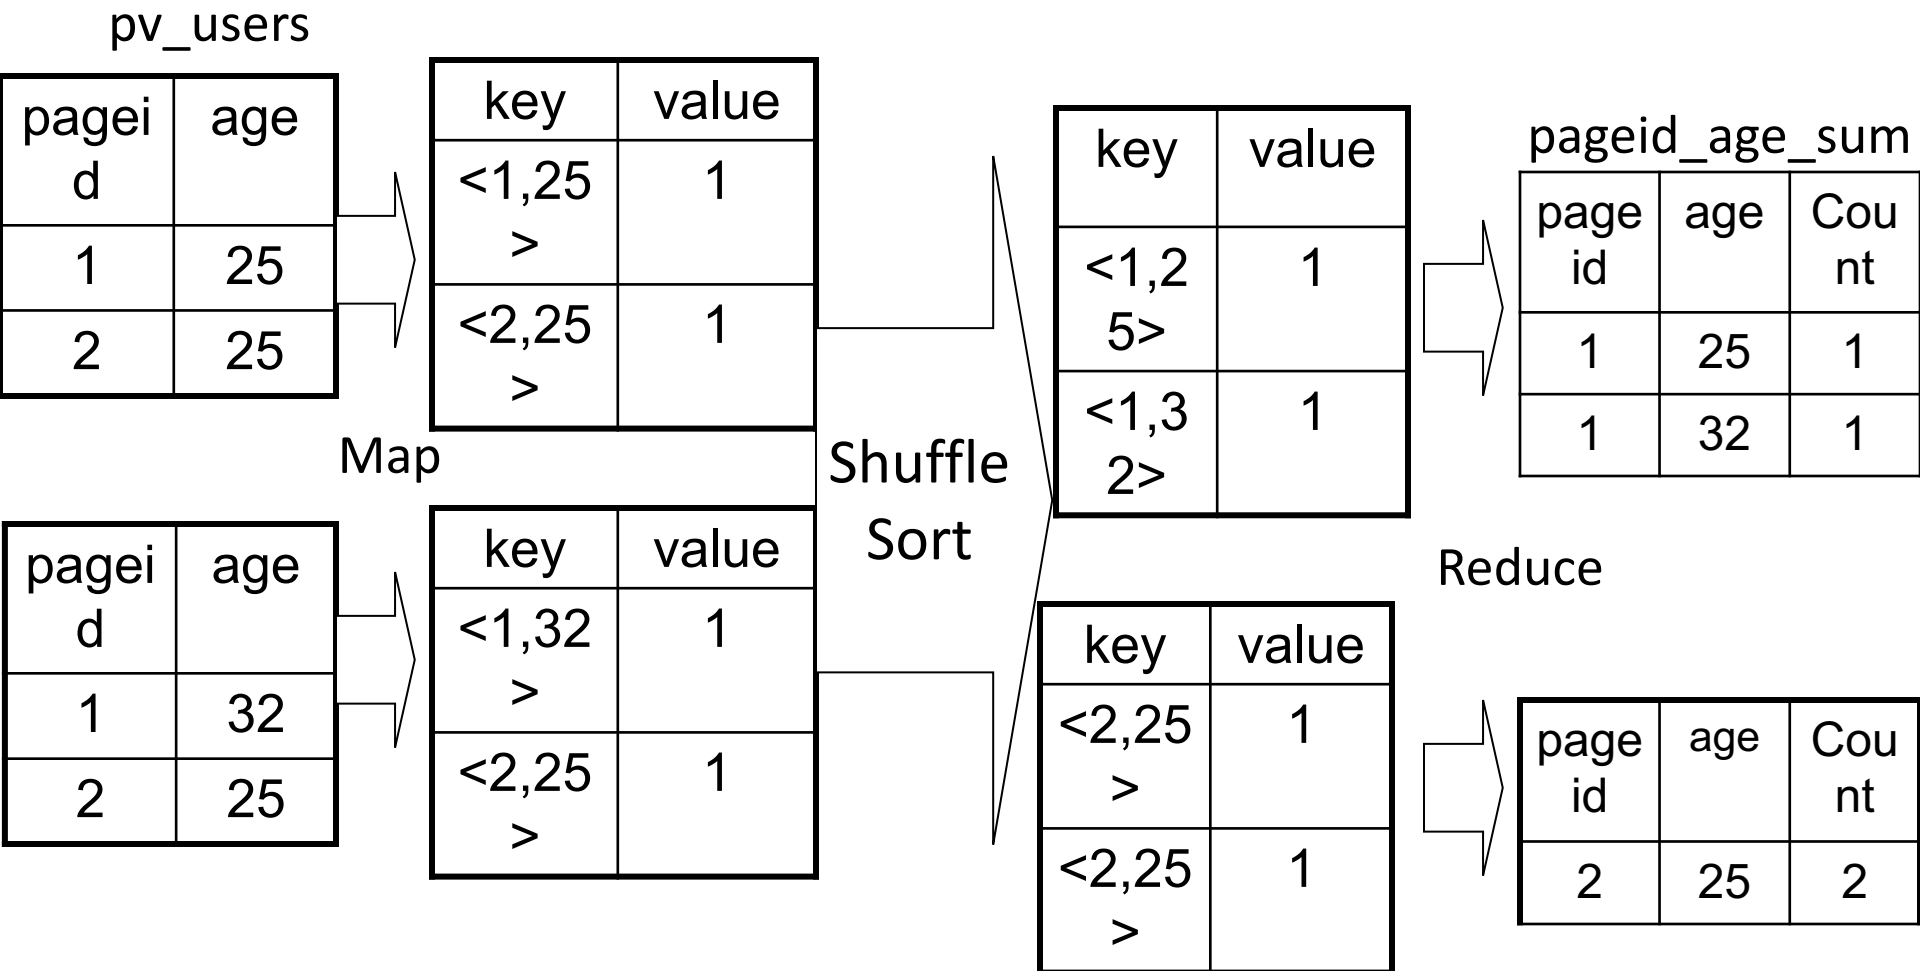 pv_users
pagei age
d
1 25
2 25
key value
<1,25 1
>
<2,25 1
>
Map
pagei age
d
1 32
2 25
key value
<1,32 1
>
<2,25 1
>
Shuffle
Sort
key value
<1,2 1
5>
<1,3 1
2>
key value
<2,25 1
>
<2,25 1
>
Reduce
pageid_age_sum
page age Cou
id nt
1 25 1
1 32 1
page age Cou
id nt
2 25 2